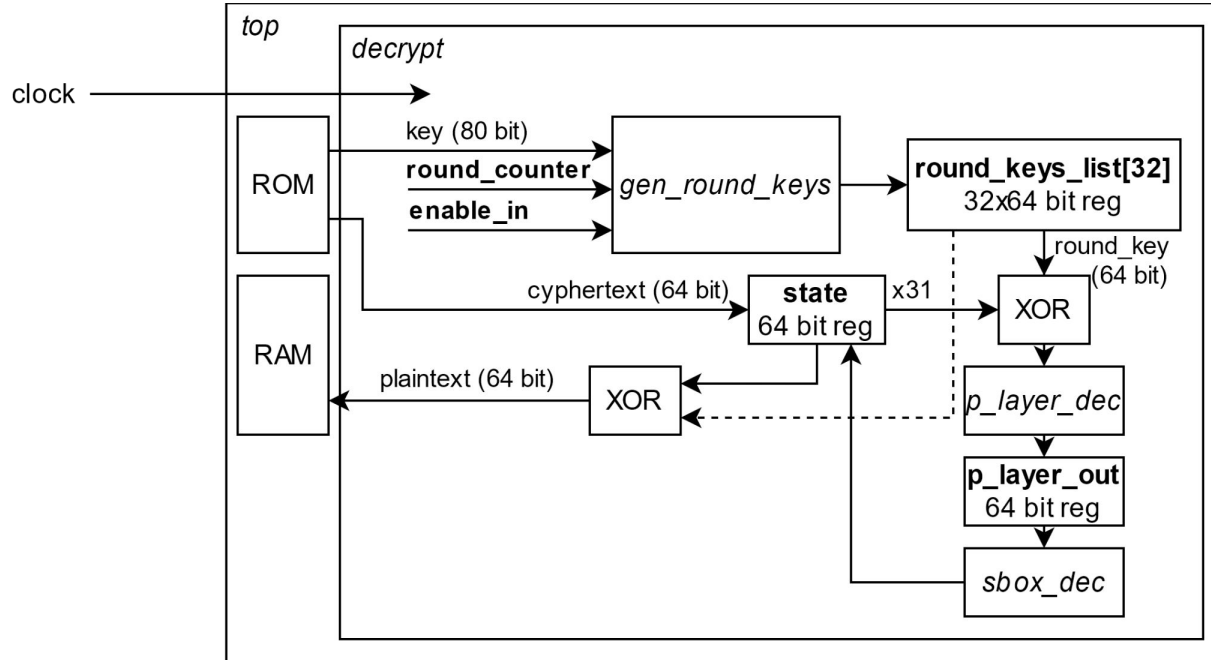 top
decrypt
clock
key (80 bit)
ROM
round_counter
enable_in
gen_round_keys
round_keys_list[32]
32x64 bit reg
round_key
(64 bit)
cyphertext (64 bit)
state
64 bit reg
x31
XOR
RAM
plaintext (64 bit)
XOR
p_layer_dec
p_layer_out
64 bit reg
sbox_dec